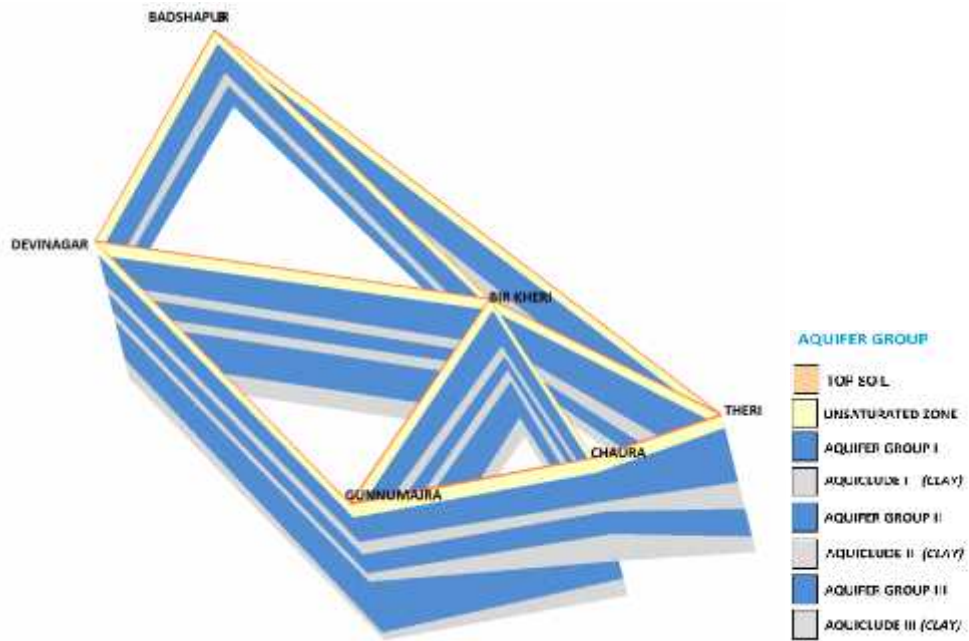 BADSHAPUR
DEVINAGAR
BIR KHERI
THERI
CHAURA
GUNNUMAJRA
AQUIFER GROUP
TOP SOIL
UNSATURATED ZONE
AQUIFER GROUP I
AQUICLUDE I (CLAY)
AQUIFER GROUP II
AQUICLUDE II (CLAY)
AQUIFER GROUP III
AQUICLUDE III (CLAY)